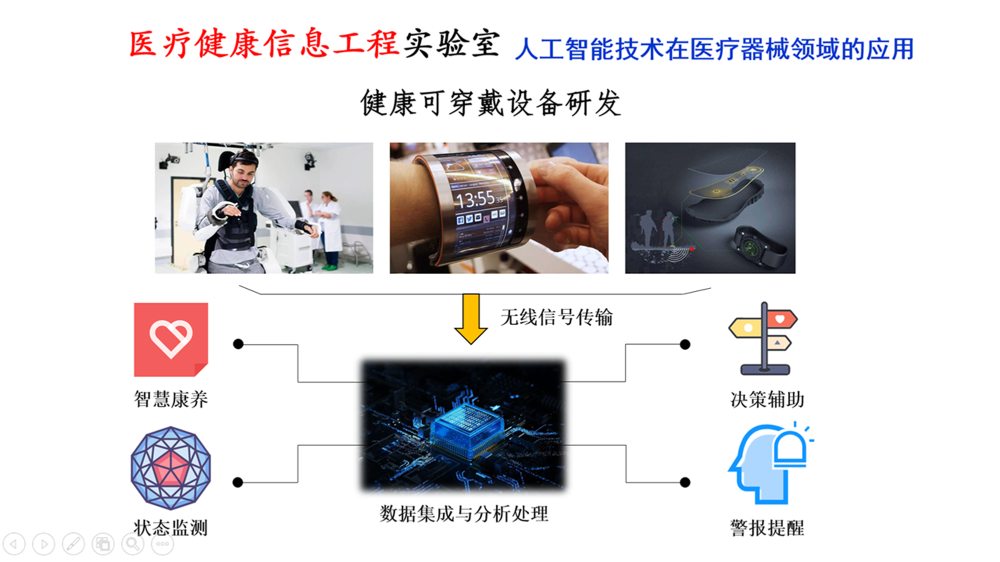 医疗健康信息工程实验室 人工智能技术在医疗器械领域的应用
健康可穿戴设备研发
13:55 35
无线信号传输
智慧康养
决策辅助
数据集成与分析处理
状态监测
警报提醒